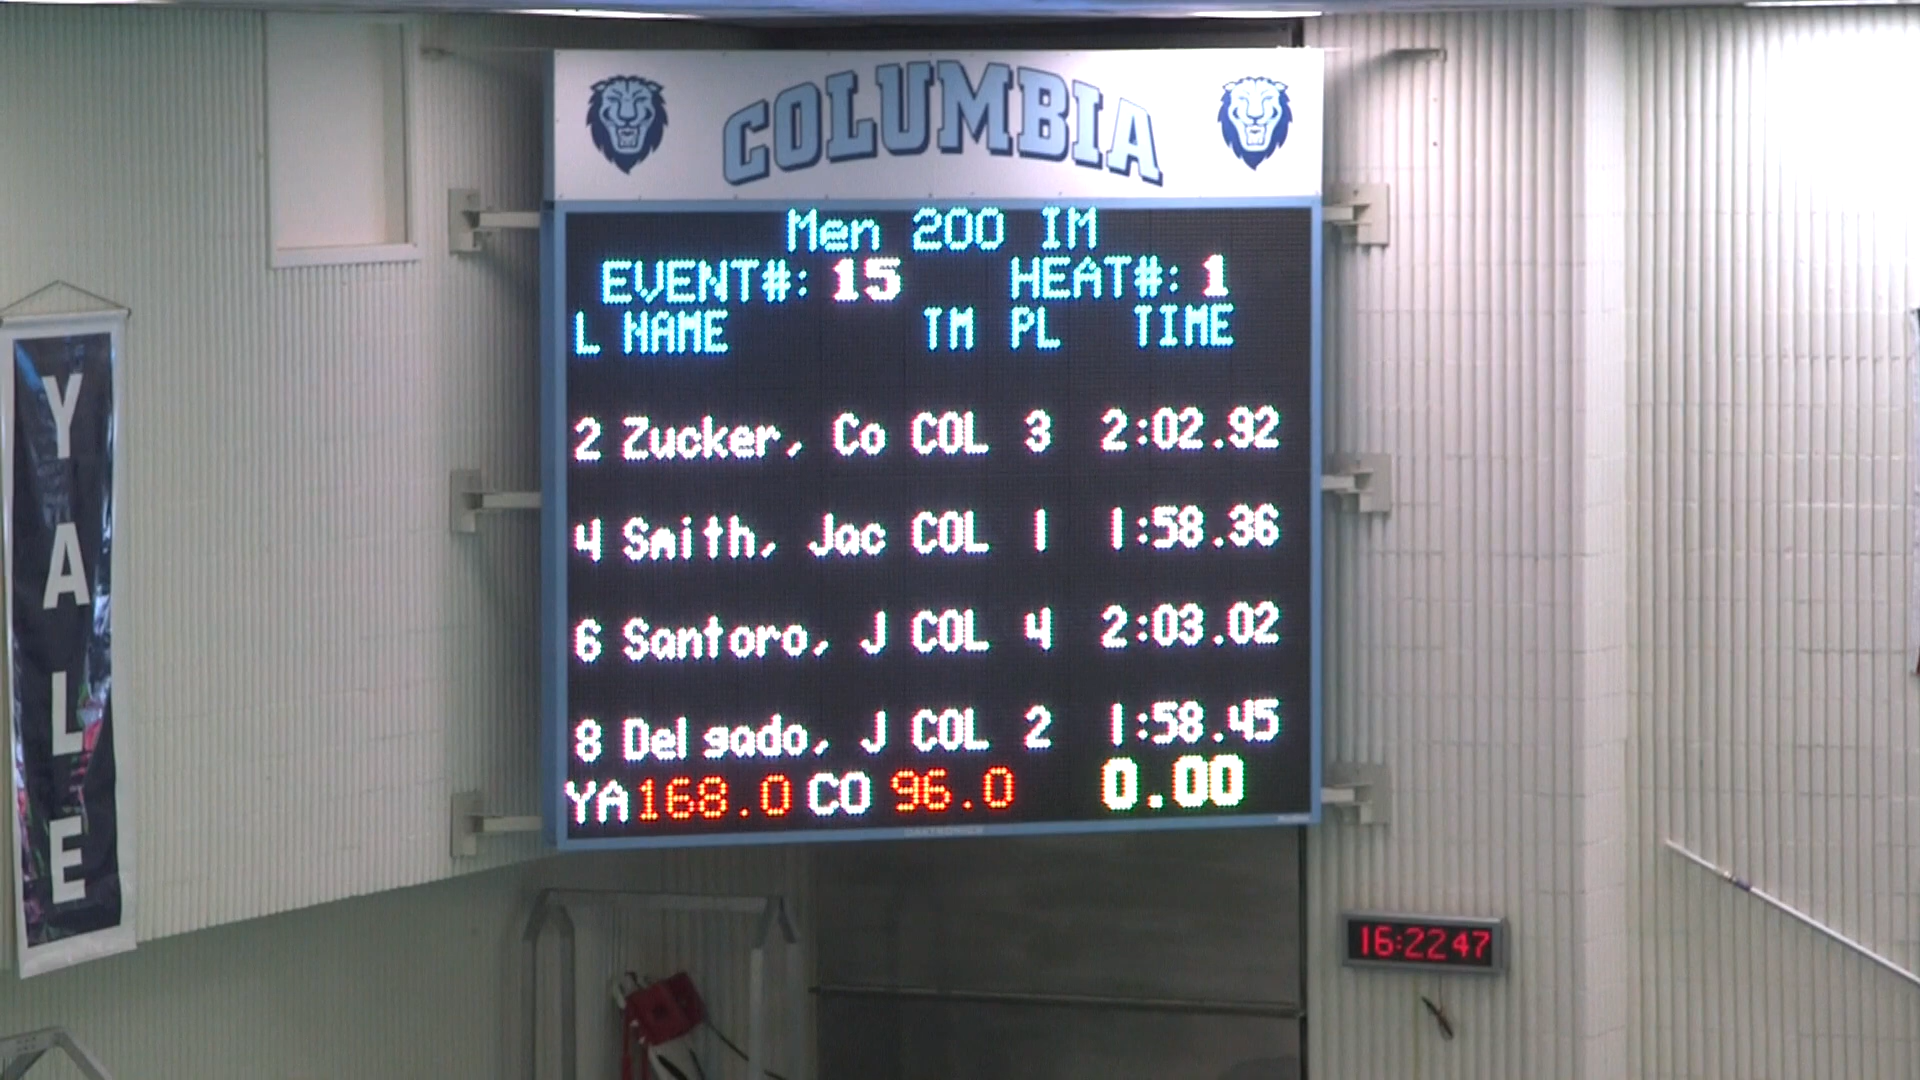 COLUMBIA
Men 200 IM
EVENT#: 15 HEAT#: 1
L NAME TM PL TIME
2 Zucker, Co COL 3 2:02.92
4 Smith, Jac COL 1 1:58.36
6 Santoro, J COL 4 2:03.02
8 Delgado, J COL 2 1:58.45
YA 168.0 CO 96.0 0.00
DAKTRONICS
YALE
16:22 47